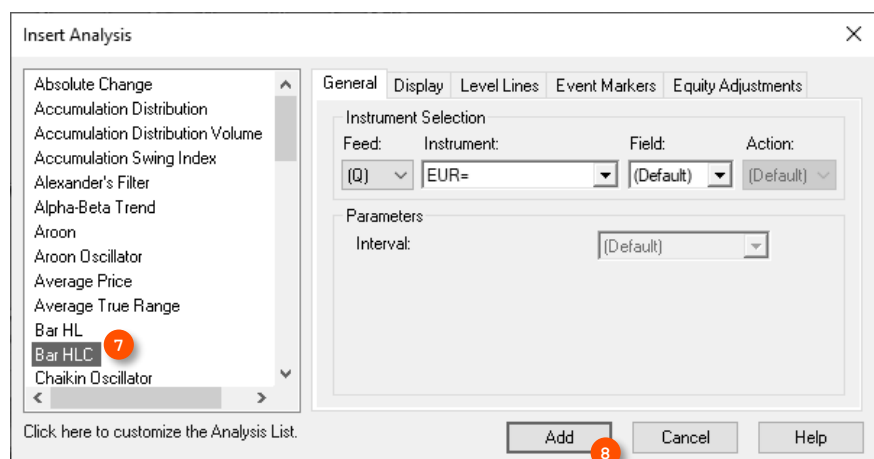 Insert Analysis
Absolute Change
Accumulation Distribution
Accumulation Distribution Volume
Accumulation Swing Index
Alexander's Filter
Alpha-Beta Trend
Aroon
Aroon Oscillator
Average Price
Average True Range
Bar HL
Bar HLC
7
Chaikin Oscillator
Click here to customize the Analysis List.
General Display Level Lines Event Markers Equity Adjustments
Instrument Selection
Feed: Instrument: Field: Action:
(Q) EUR= (Default) (Default)
Parameters
Interval: (Default)
Add Cancel Help
8